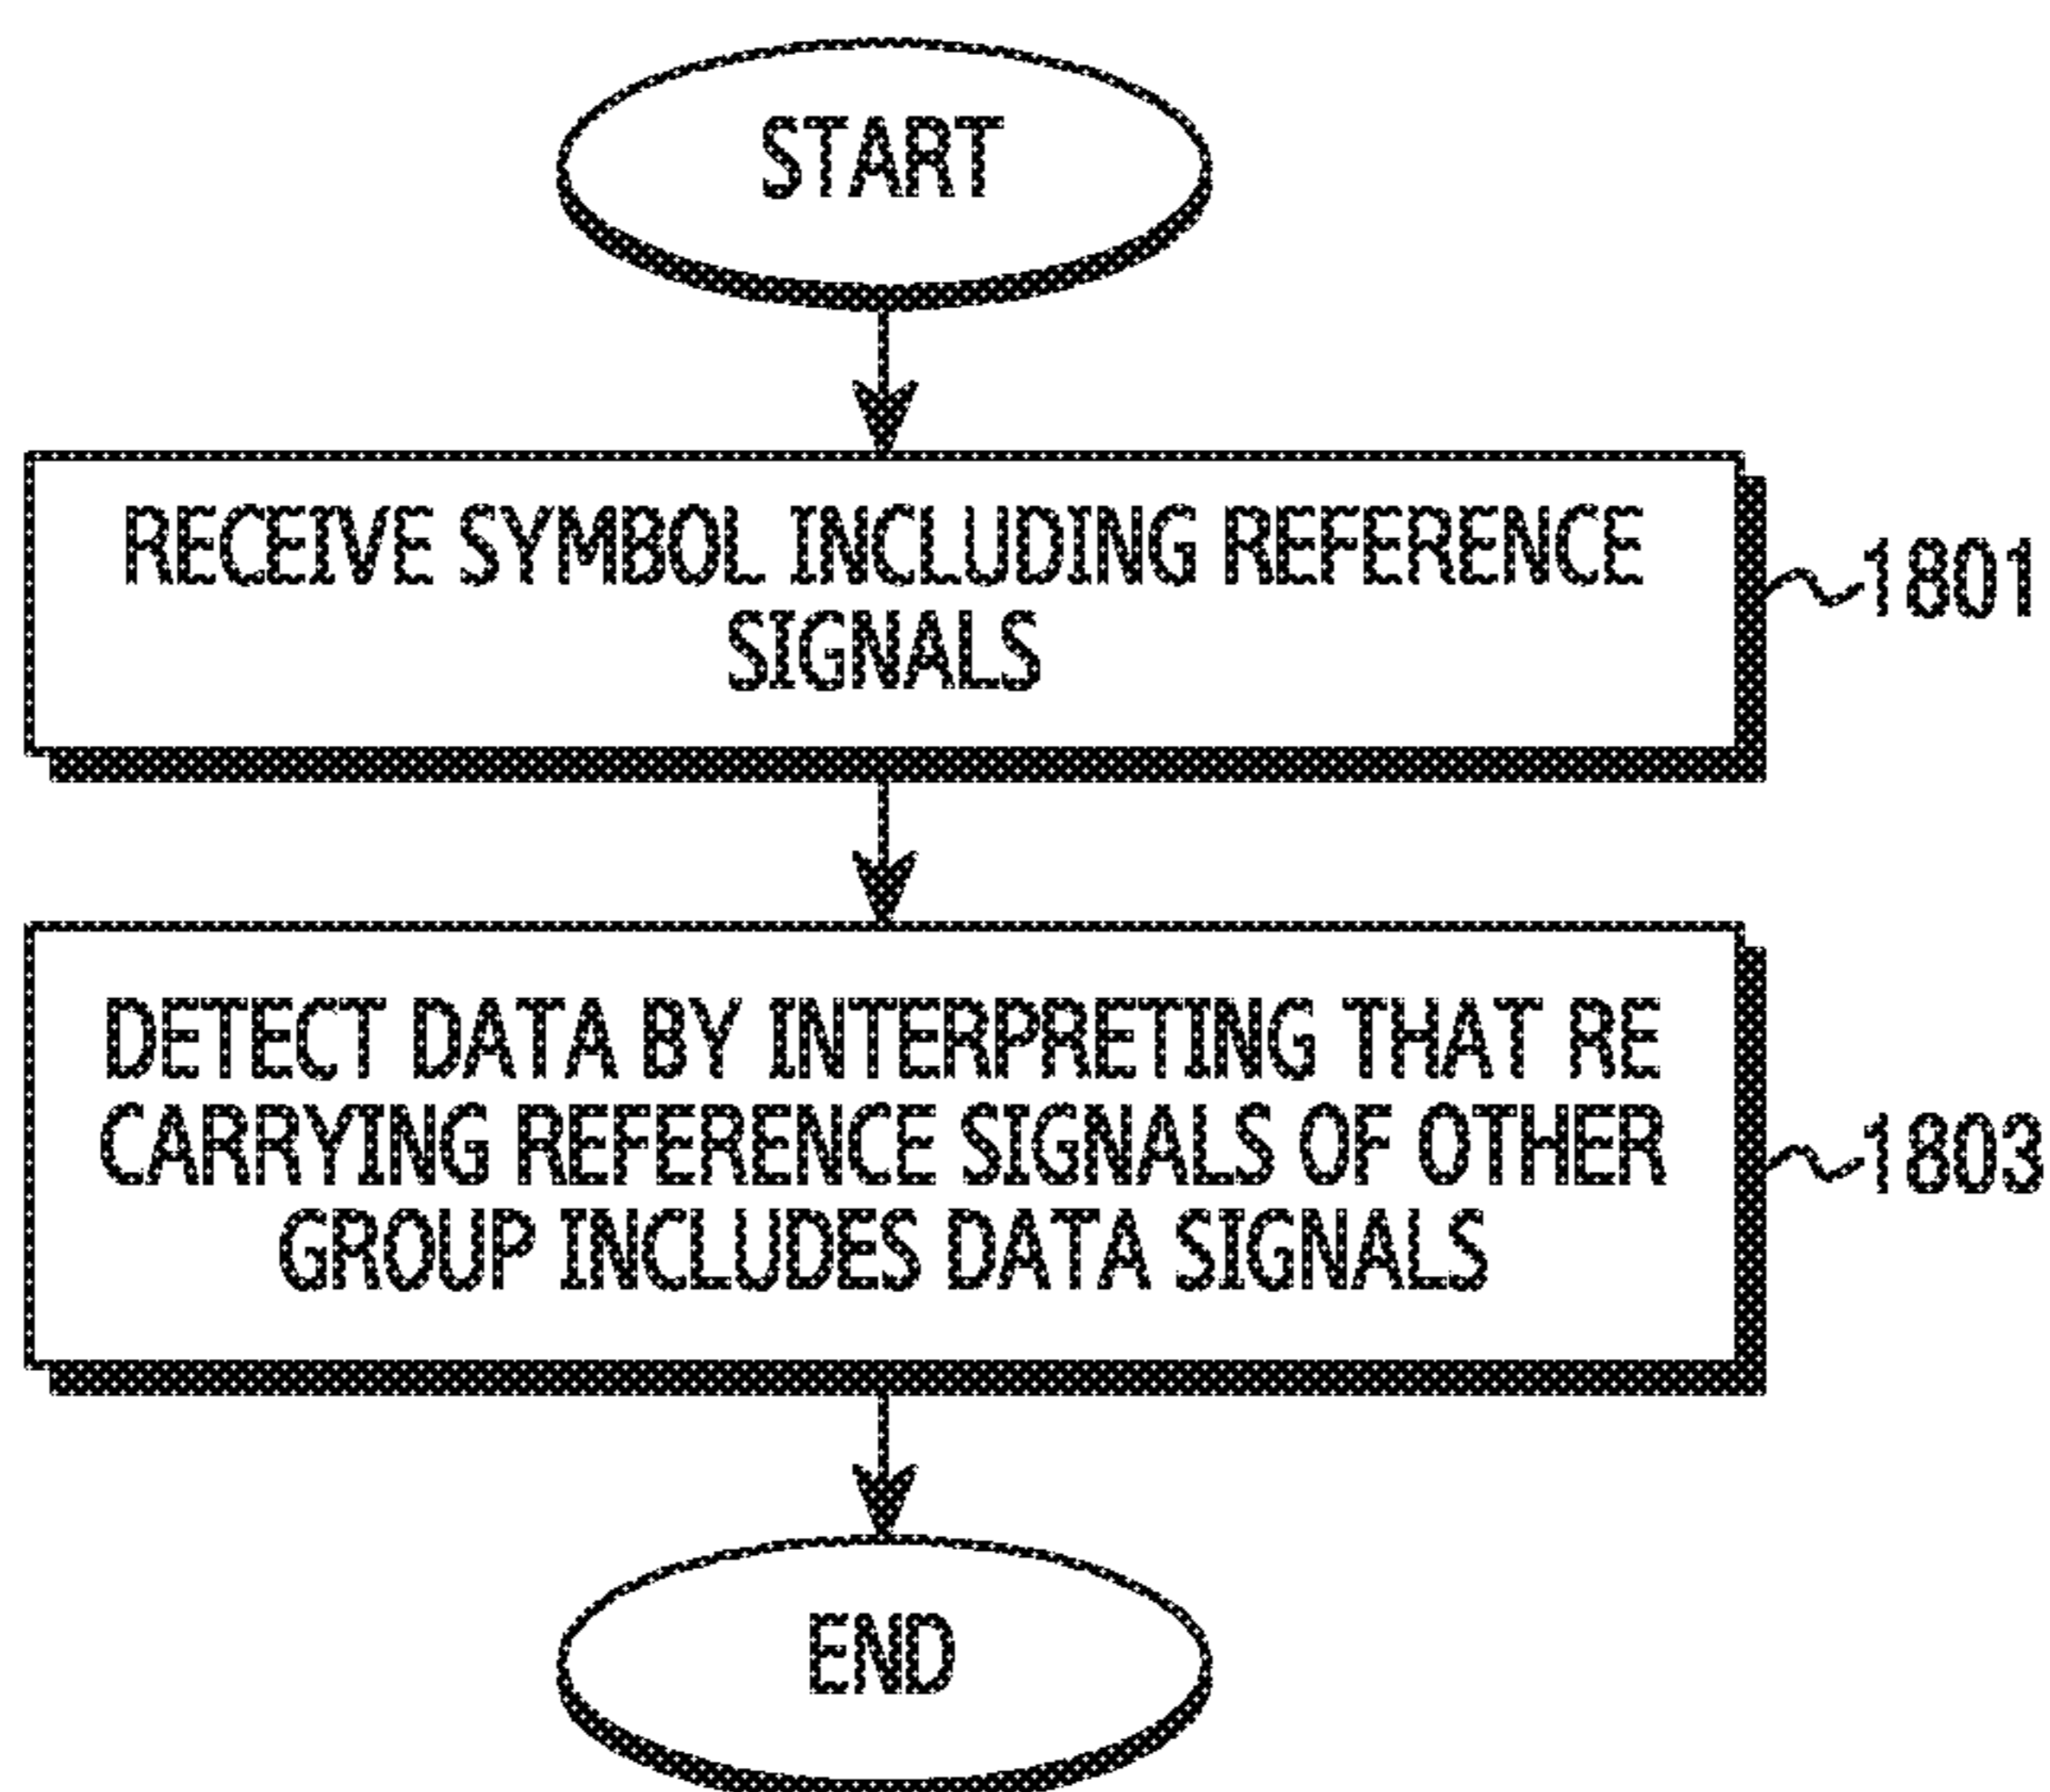 START
RECEIVE SYMBOL INCLUDING REFERENCE
SIGNALS
1801
DETECT DATA BY INTERPRETING THAT RE
CARRYING REFERENCE SIGNALS OF OTHER
GROUP INCLUDES DATA SIGNALS
1803
END